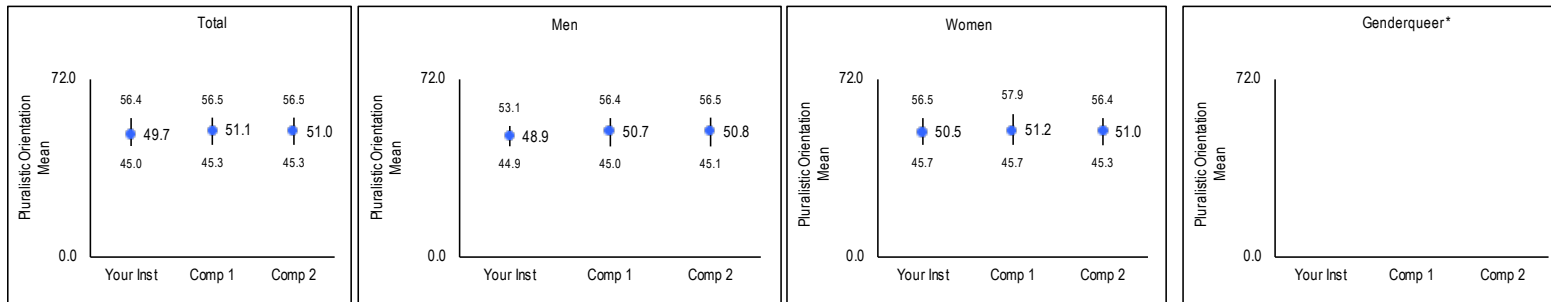 Total
Pluralistic Orientation
Mean
72.0
0.0
56.4
56.5
56.5
49.7
51.1
51.0
45.0
45.3
45.3
Your Inst
Comp 1
Comp 2
Men
Pluralistic Orientation
Mean
72.0
0.0
53.1
56.4
56.5
48.9
50.7
50.8
44.9
45.0
45.1
Your Inst
Comp 1
Comp 2
Women
Pluralistic Orientation
Mean
72.0
0.0
56.5
57.9
56.4
50.5
51.2
51.0
45.7
45.7
45.3
Your Inst
Comp 1
Comp 2
Genderqueer*
Pluralistic Orientation
Mean
72.0
0.0
Your Inst
Comp 1
Comp 2